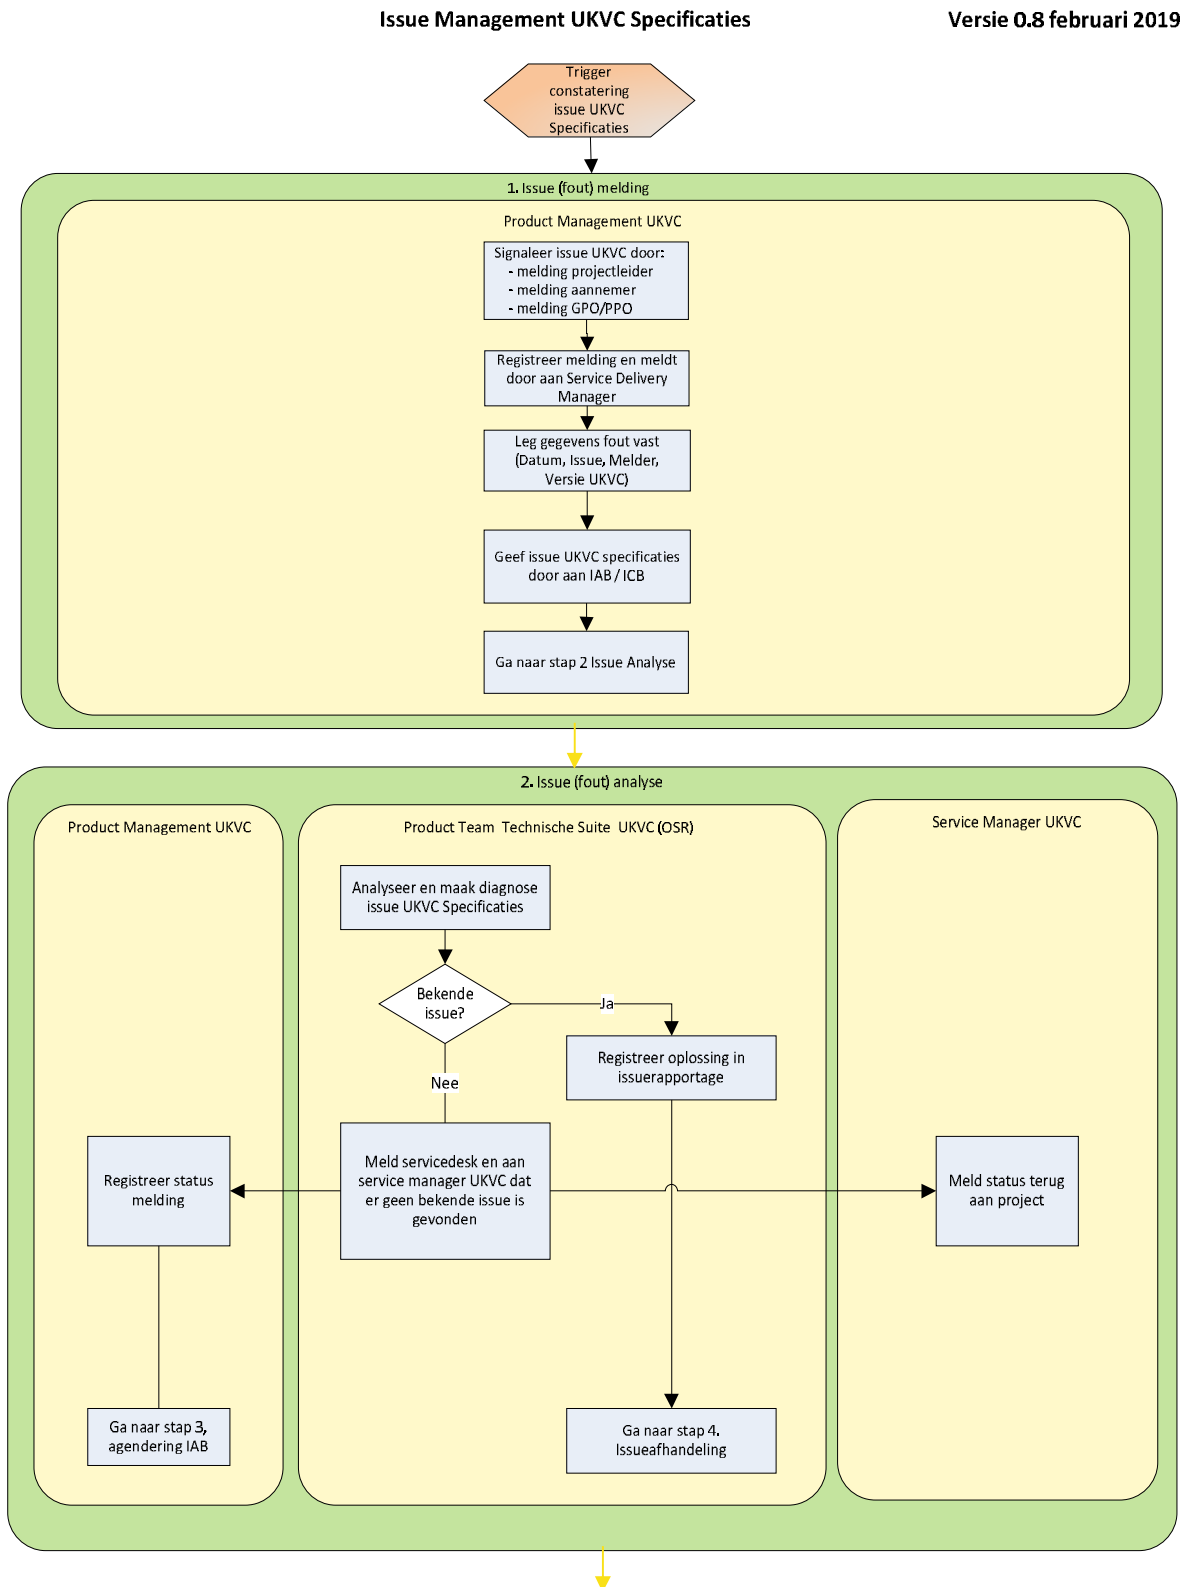 Issue Management UKVC Specificaties
Versie 0.8 februari 2019
Trigger
constatering
issue UKVC
Specificaties
1. Issue (fout) melding
Product Management UKVC
Signaleer issue UKVC door:
- melding projectleider
- melding aannemer
- melding GPO/PPO
Registreer melding en meldt
door aan Service Delivery
Manager
Leg gegevens fout vast
(Datum, Issue, Melder,
Versie UKVC)
Geef issue UKVC specificaties
door aan IAB / ICB
Ga naar stap 2 Issue Analyse
2. Issue (fout) analyse
Product Management UKVC
Product Team Technische Suite UKVC (OSR)
Service Manager UKVC
Analyseer en maak diagnose
issue UKVC Specificaties
Bekende
issue?
Ja
Registreer oplossing in
issuerapportage
Nee
Registreer status
melding
Meld servicedesk en aan
service manager UKVC dat
er geen bekende issue is
gevonden
Meld status terug
aan project
Ga naar stap 3,
agendering IAB
Ga naar stap 4.
Issueafhandeling